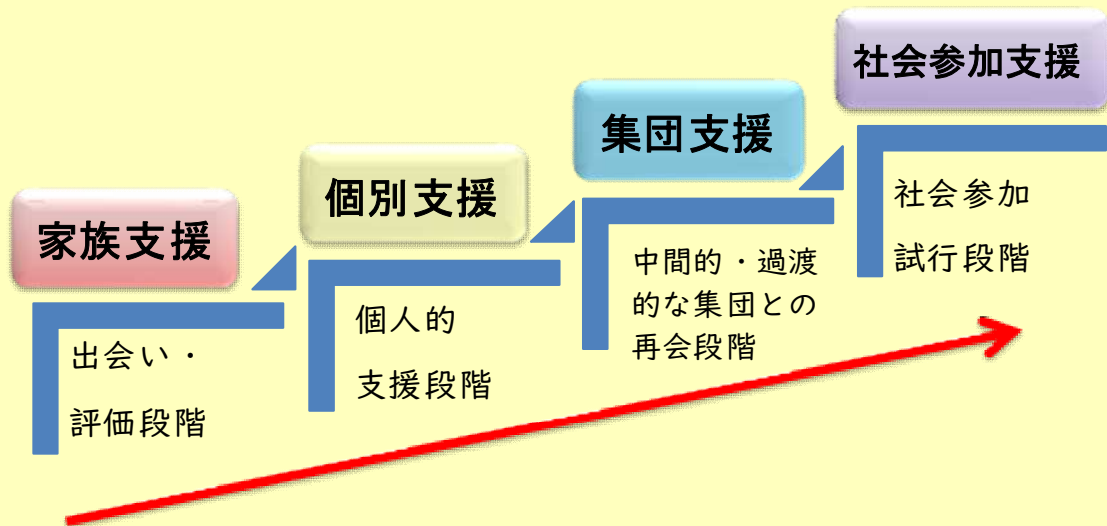 家族支援
出会い・
評価段階
個別支援
個人的
支援段階
集団支援
中間的・過渡
的な集団との
再会段階
社会参加支援
社会参加
試行段階